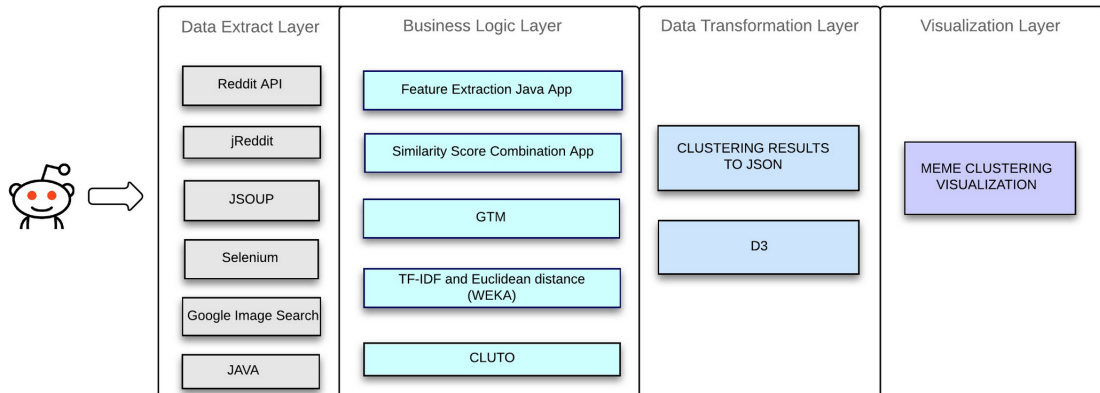 Data Extract Layer
Reddit API
jReddit
JSOUP
Selenium
Google Image Search
JAVA
Business Logic Layer
Feature Extraction Java App
Similarity Score Combination App
GTM
TF-IDF and Euclidean distance
(WEKA)
CLUTO
Data Transformation Layer
CLUSTERING RESULTS
TO JSON
D3
Visualization Layer
MEME CLUSTERING
VISUALIZATION